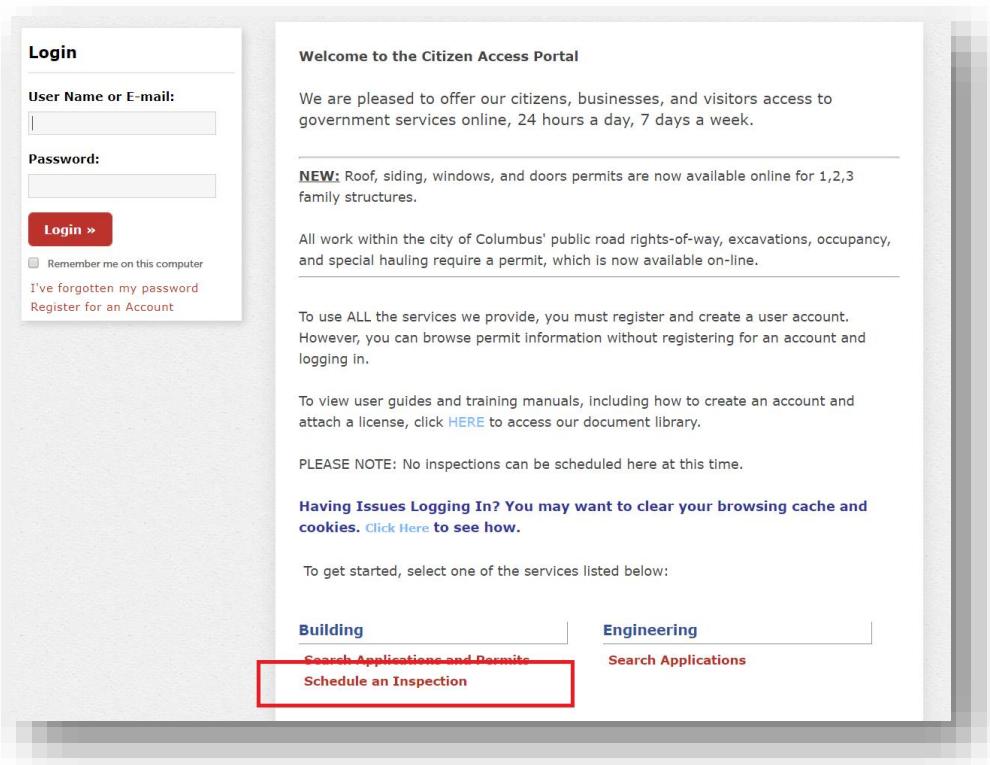 Login
User Name or E-mail:
Password:
Login »
Remember me on this computer
I've forgotten my password
Register for an Account
Welcome to the Citizen Access Portal
We are pleased to offer our citizens, businesses, and visitors access to
government services online, 24 hours a day, 7 days a week.
NEW: Roof, siding, windows, and doors permits are now available online for 1,2,3
family structures.
All work within the city of Columbus' public road rights-of-way, excavations, occupancy,
and special hauling require a permit, which is now available on-line.
To use ALL the services we provide, you must register and create a user account.
However, you can browse permit information without registering for an account and
logging in.
To view user guides and training manuals, including how to create an account and
attach a license, click HERE to access our document library.
PLEASE NOTE: No inspections can be scheduled here at this time.
Having Issues Logging In? You may want to clear your browsing cache and
cookies. Click Here to see how.
To get started, select one of the services listed below:
Building
Search Applications and Permits
Schedule an Inspection
Engineering
Search Applications